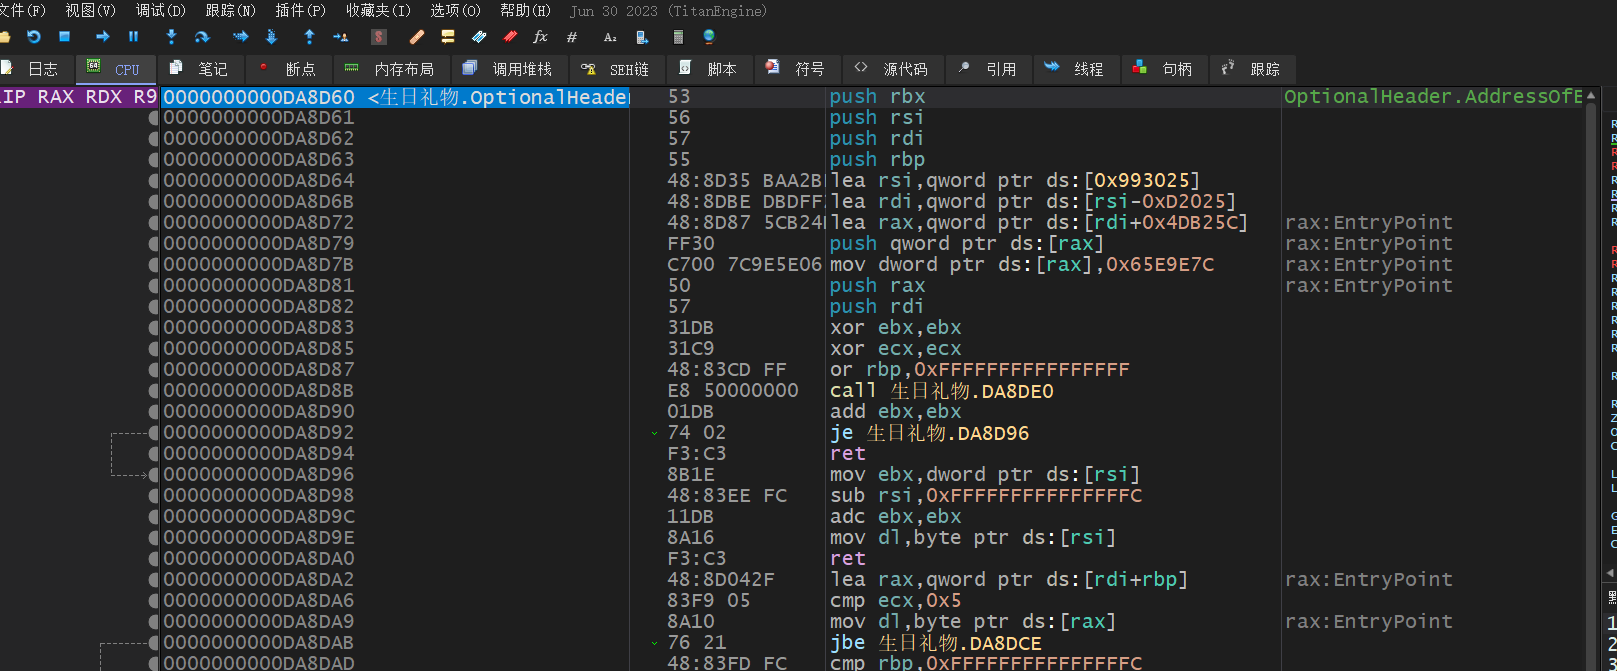 文件(F) 视图(V) 调试(D) 跟踪(N) 插件(P) 收藏夹(I) 选项(O) 帮助(H) Jun 30 2023 (TitanEngine)
日志 CPU 笔记 断点 内存布局 调用堆栈 SEH链 脚本 符号 源代码 引用 线程 句柄 跟踪
RIP RAX RDX R9 0000000000DA8D60 <生日礼物.OptionalHeader 53 push rbx OptionalHeader.AddressOfE
0000000000DA8D61 56 push rsi
0000000000DA8D62 57 push rdi
0000000000DA8D63 55 push rbp
0000000000DA8D64 48:8D35 BAA2B lea rsi,qword ptr ds:[0x993025]
0000000000DA8D6B 48:8DBE DBDFF lea rdi,qword ptr ds:[rsi-0xD2025]
0000000000DA8D72 48:8D87 5CB24 lea rax,qword ptr ds:[rdi+0x4DB25C] rax:EntryPoint
0000000000DA8D79 FF30 push qword ptr ds:[rax] rax:EntryPoint
0000000000DA8D7B C700 7C9E5E06 mov dword ptr ds:[rax],0x65E9E7C rax:EntryPoint
0000000000DA8D81 50 push rax rax:EntryPoint
0000000000DA8D82 57 push rdi
0000000000DA8D83 31DB xor ebx,ebx
0000000000DA8D85 31C9 xor ecx,ecx
0000000000DA8D87 48:83CD FF or rbp,0xFFFFFFFFFFFFFFFF
0000000000DA8D8B E8 50000000 call 生日礼物.DA8DE0
0000000000DA8D90 01DB add ebx,ebx
0000000000DA8D92 74 02 je 生日礼物.DA8D96
0000000000DA8D94 F3:C3 ret
0000000000DA8D96 8B1E mov ebx,dword ptr ds:[rsi]
0000000000DA8D98 48:83EE FC sub rsi,0xFFFFFFFFFFFFFFFC
0000000000DA8D9C 11DB adc ebx,ebx
0000000000DA8D9E 8A16 mov dl,byte ptr ds:[rsi]
0000000000DA8DA0 F3:C3 ret
0000000000DA8DA2 48:8D042F lea rax,qword ptr ds:[rdi+rbp] rax:EntryPoint
0000000000DA8DA6 83F9 05 cmp ecx,0x5
0000000000DA8DA9 8A10 mov dl,byte ptr ds:[rax] rax:EntryPoint
0000000000DA8DAB 76 21 jbe 生日礼物.DA8DCE
0000000000DA8DAD 48:83FD FC cmp rbp,0xFFFFFFFFFFFFFFFC